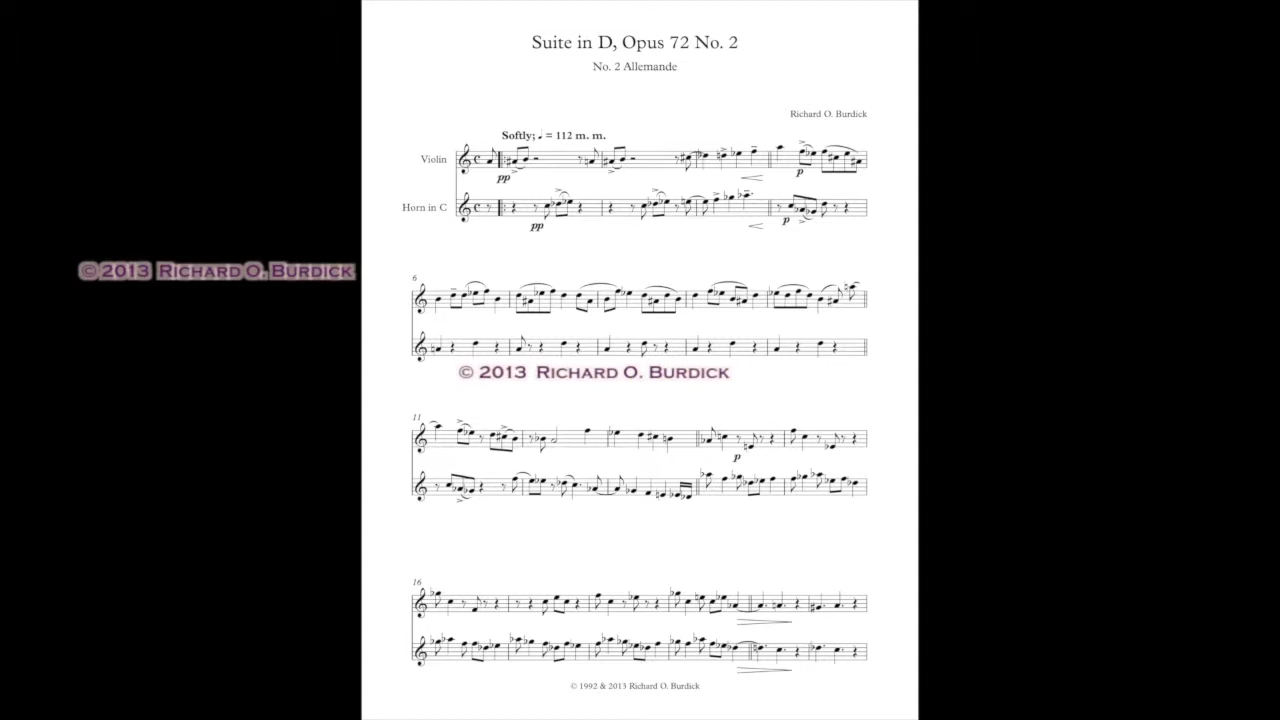 Suite in D, Opus 72 No. 2
No. 2 Allemande
Richard O. Burdick
Softly; ♩ = 112 m. m.
Violin
pp
p
Horn in C
pp
p
© 2013 Richard O. Burdick
6
© 2013 Richard O. Burdick
11
p
16
© 1992 & 2013 Richard O. Burdick